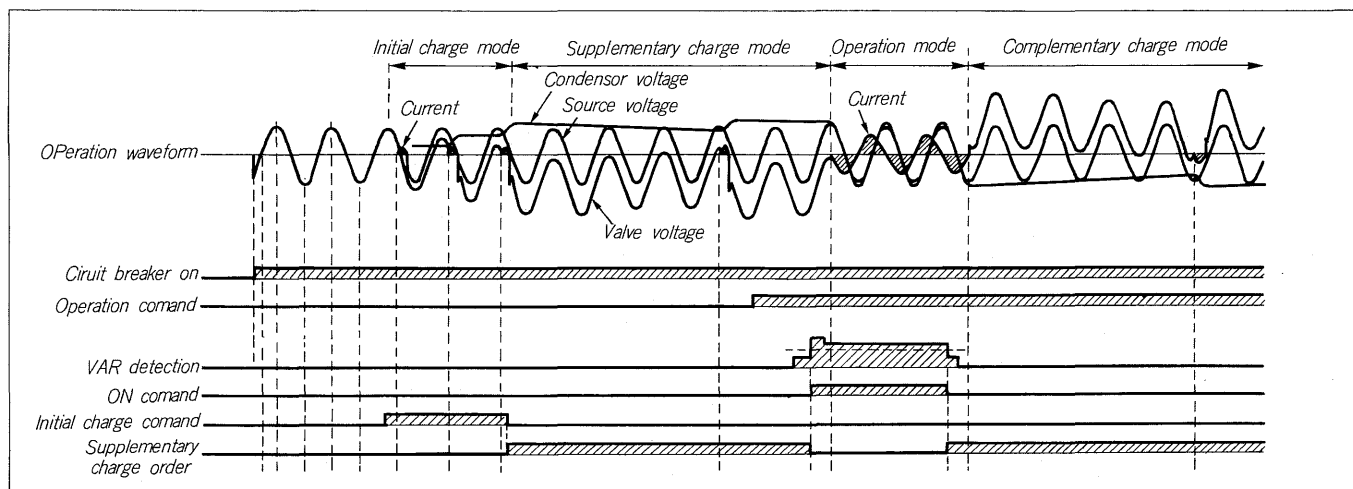 Initial charge mode
Supplementary charge mode
Operation mode
Complementary charge mode
Condensor voltage
Current
Source voltage
Current
OPeration waveform
Valve voltage
Ciruit breaker on
Operation comand
VAR detection
ON comand
Initial charge comand
Supplementary
charge order